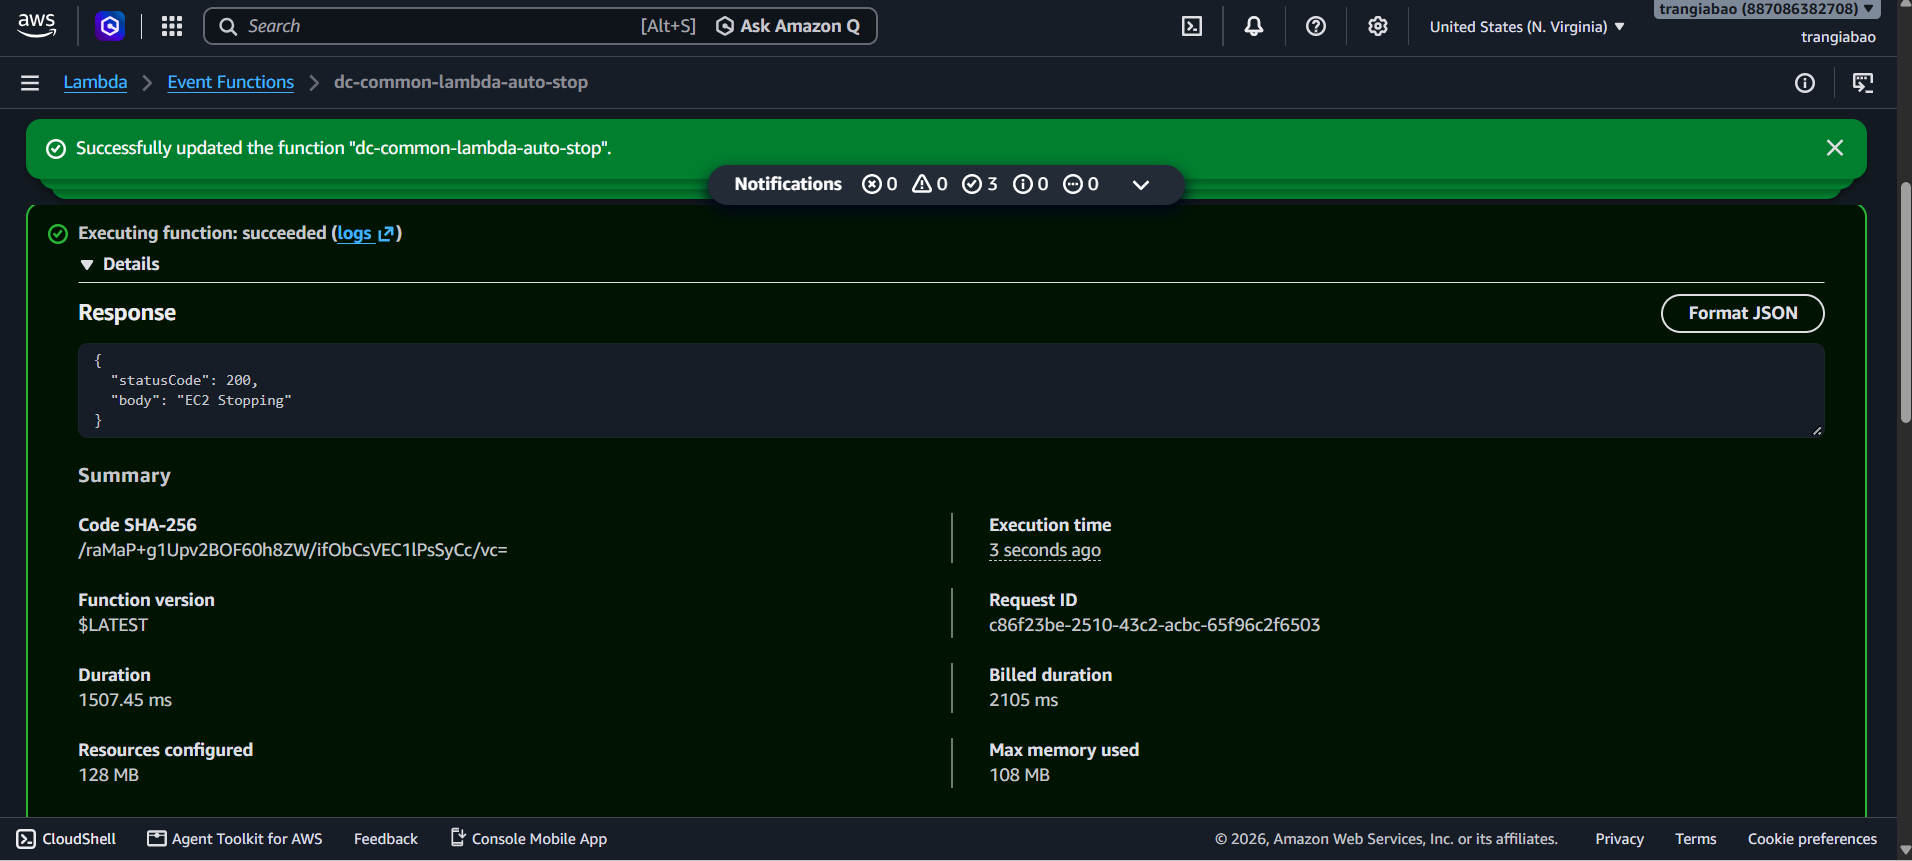 aws
Search
[Alt+S]
Ask Amazon Q
United States (N. Virginia)
trangiabao (887086382708)
trangiabao
Lambda
Event Functions
dc-common-lambda-auto-stop
Successfully updated the function "dc-common-lambda-auto-stop".
Notifications 0 0 3 0 0
Executing function: succeeded (logs)
Details
Response
Format JSON
{
"statusCode": 200,
"body": "EC2 Stopping"
}
Summary
Code SHA-256
/raMaP+g1Upv2BOF60h8ZW/ifObCsVEC1lPsSyCc/vc=
Execution time
3 seconds ago
Function version
$LATEST
Request ID
c86f23be-2510-43c2-acbc-65f96c2f6503
Duration
1507.45 ms
Billed duration
2105 ms
Resources configured
128 MB
Max memory used
108 MB
CloudShell
Agent Toolkit for AWS
Feedback
Console Mobile App
© 2026, Amazon Web Services, Inc. or its affiliates.
Privacy
Terms
Cookie preferences